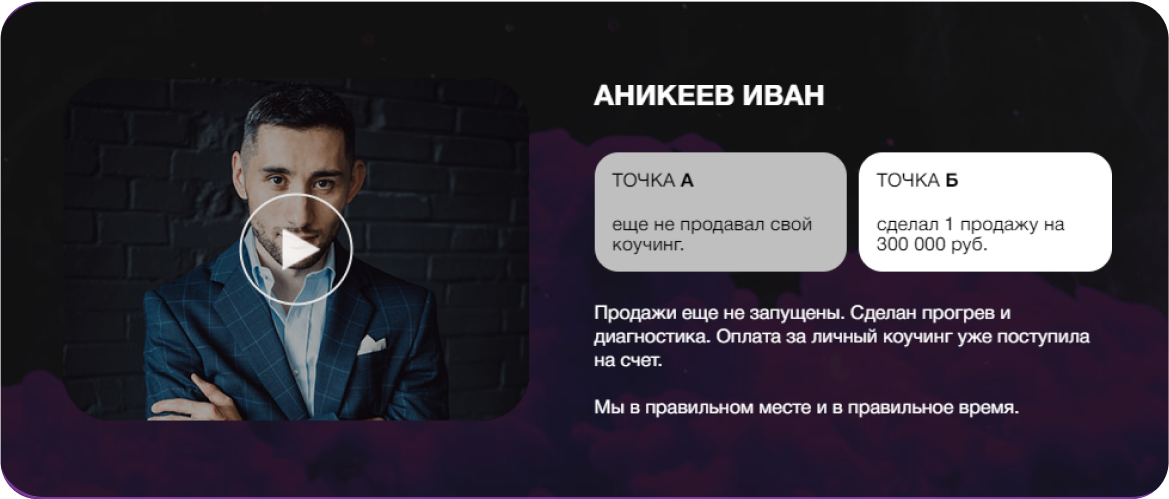 АНИКЕЕВ ИВАН
ТОЧКА А
еще не продавал свой
коучинг.
ТОЧКА Б
сделал 1 продажу на
300 000 руб.
Продажи еще не запущены. Сделан прогрев и
диагностика. Оплата за личный коучинг уже поступила
на счет.
Мы в правильном месте и в правильное время.